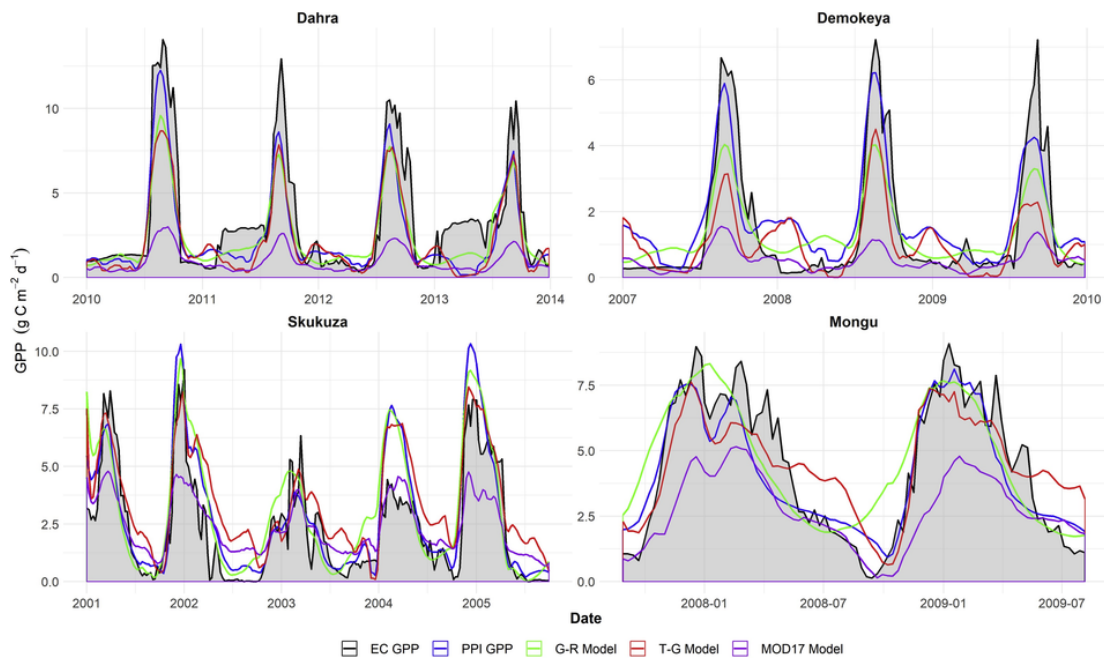 Dahra
Demokeya
10
5
0
2010 2011 2012 2013 2014
6
4
2
0
2007 2008 2009 2010
Skukuza
Mongu
GPP (g C m⁻² d⁻¹)
10.0
7.5
5.0
2.5
0.0
2001 2002 2003 2004 2005
7.5
5.0
2.5
0.0
2008-01 2008-07 2009-01 2009-07
Date
EC GPP PPI GPP G-R Model T-G Model MOD17 Model